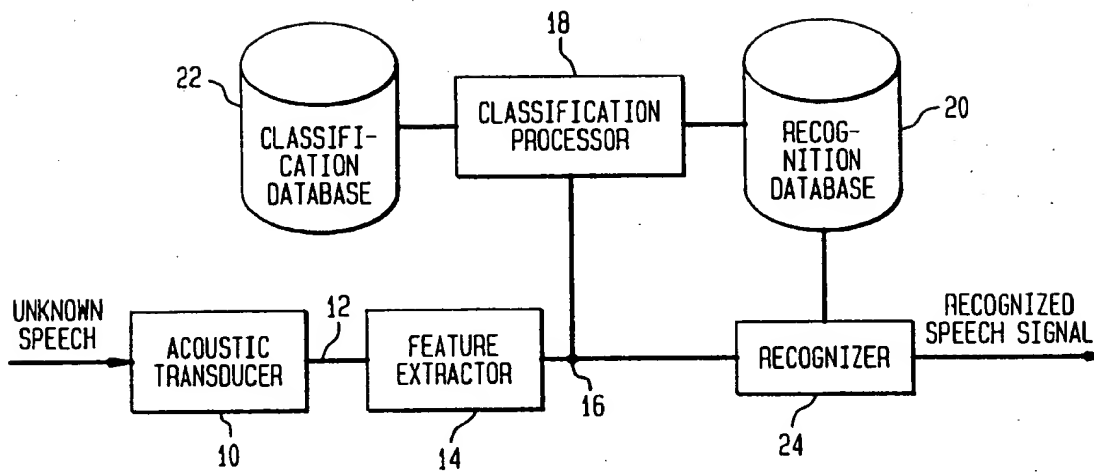 18
22
CLASSIFICATION
PROCESSOR
20
CLASSIFI-
CATION
DATABASE
RECOG-
NITION
DATABASE
UNKNOWN
SPEECH
12
RECOGNIZED
SPEECH SIGNAL
ACOUSTIC
TRANSDUCER
FEATURE
EXTRACTOR
RECOGNIZER
16
10
14
24